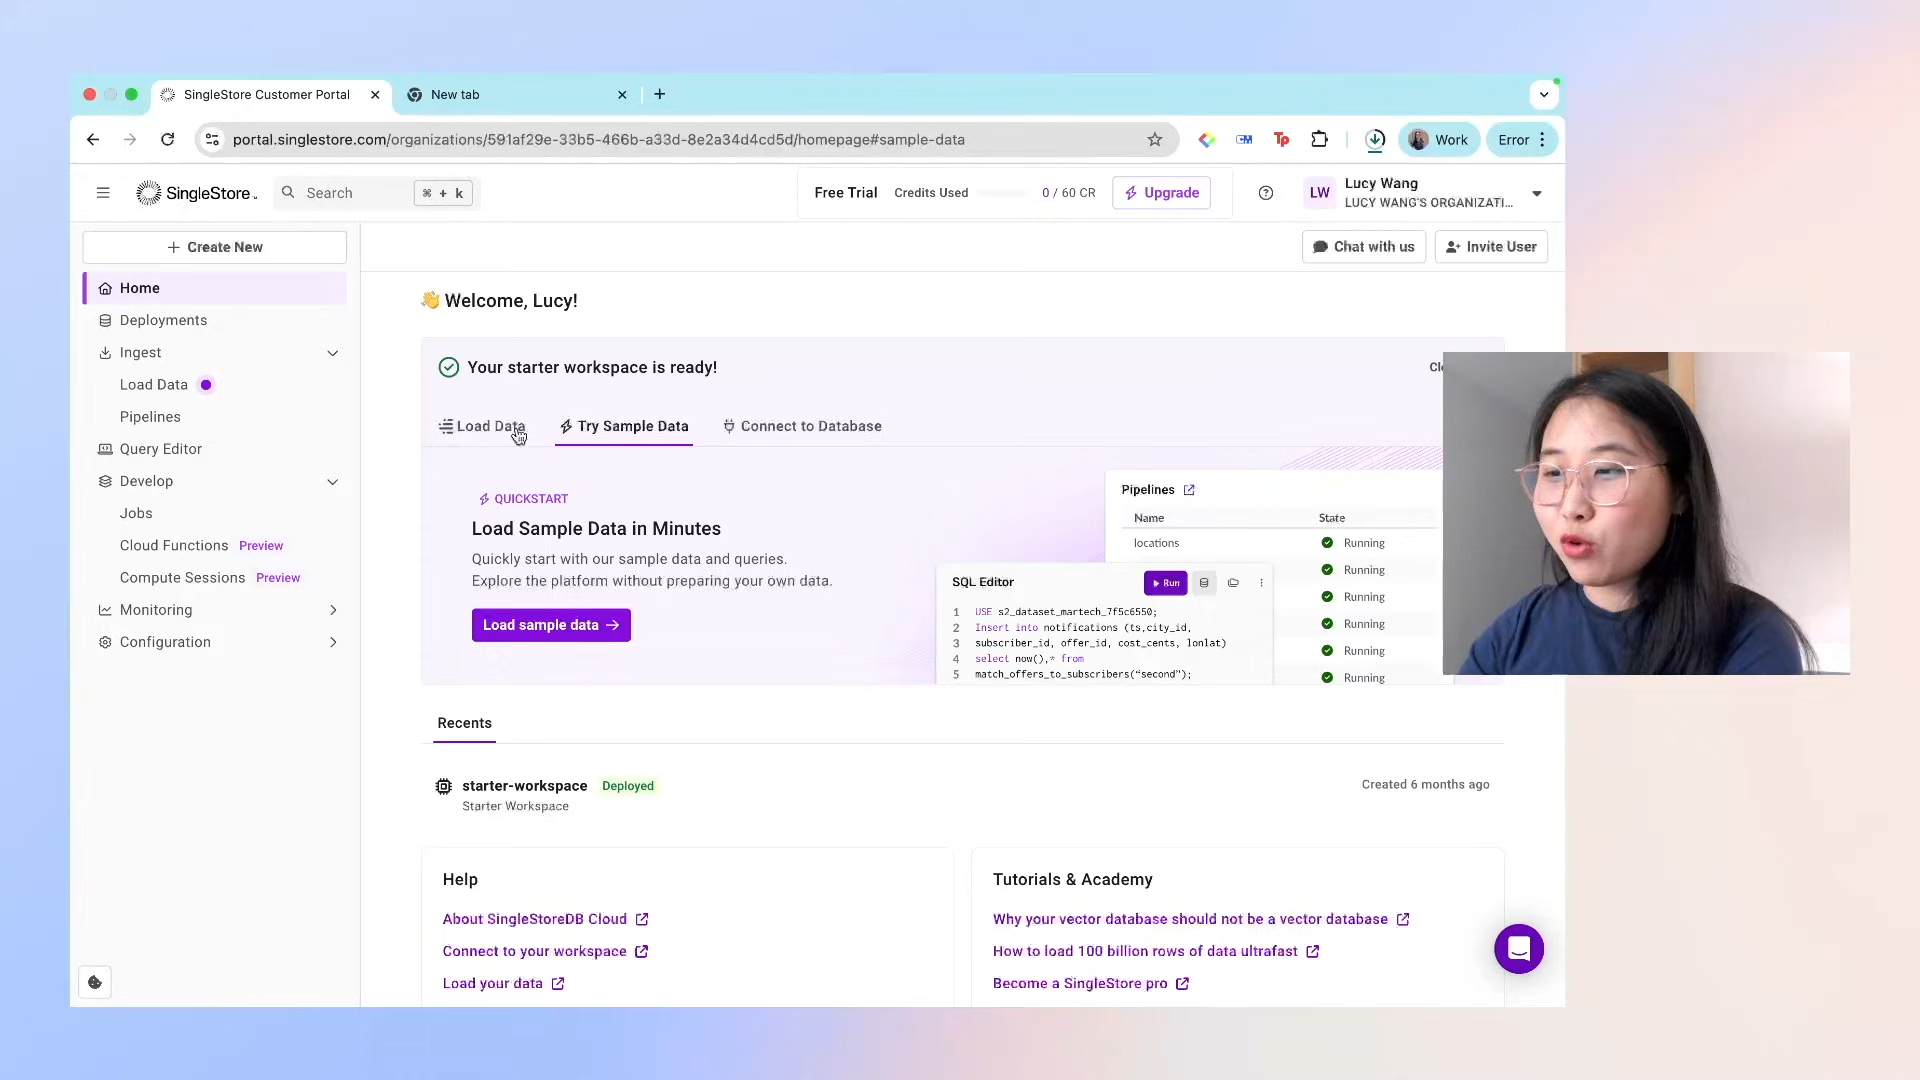 SingleStore Customer Portal
New tab
portal.singlestore.com/organizations/591af29e-33b5-466b-a33d-8e2a34d4cd5d/homepage#sample-data
Tp
Work
Error
SingleStore
Search
⌘ + k
Free Trial
Credits Used
0 / 60 CR
Upgrade
LW
Lucy Wang
LUCY WANG'S ORGANIZATI...
Create New
Chat with us
Invite User
Home
Deployments
Ingest
Load Data
Pipelines
Query Editor
Develop
Jobs
Cloud Functions Preview
Compute Sessions Preview
Monitoring
Configuration
👋 Welcome, Lucy!
Your starter workspace is ready!
Load Data
Try Sample Data
Connect to Database
QUICKSTART
Load Sample Data in Minutes
Quickly start with our sample data and queries.
Explore the platform without preparing your own data.
Load sample data →
Pipelines
Name State
locations Running
Running
Running
Running
Running
Running
SQL Editor
Run
1 USE s2_dataset_martech_7f5c6550;
2 Insert into notifications (ts,city_id,
3 subscriber_id, offer_id, cost_cents, lonlat)
4 select now(),* from
5 match_offers_to_subscribers("second");
Recents
starter-workspace Deployed
Starter Workspace
Created 6 months ago
Help
About SingleStoreDB Cloud
Connect to your workspace
Load your data
Tutorials & Academy
Why your vector database should not be a vector database
How to load 100 billion rows of data ultrafast
Become a SingleStore pro